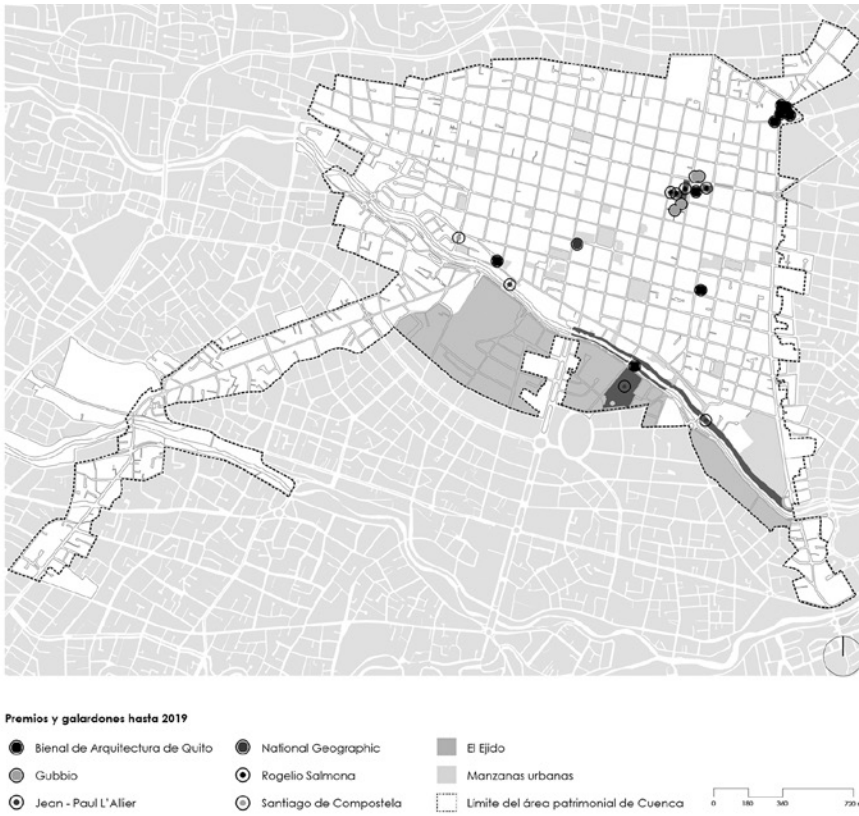 Premios y galardones hasta 2019
Bienal de Arquitectura de Quito
National Geographic
El Ejido
Gubbio
Rogelio Salmona
Manzanas urbanas
Jean - Paul L'Allier
Santiago de Compostela
Límite del área patrimonial de Cuenca
0 180 360 720